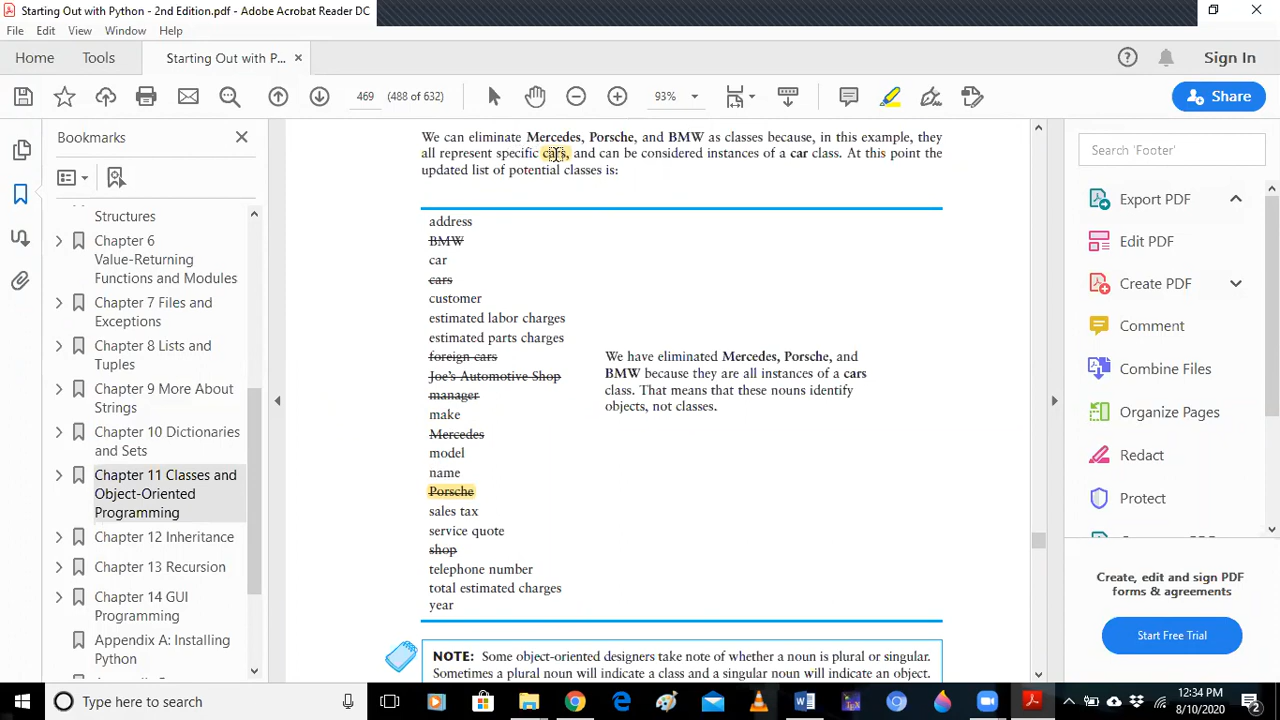 Starting Out with Python - 2nd Edition.pdf - Adobe Acrobat Reader DC
File Edit View Window Help
Home Tools Starting Out with P... ×
Sign In
469 (488 of 632) 93% Share
Bookmarks
Structures
Chapter 6
Value-Returning
Functions and Modules
Chapter 7 Files and
Exceptions
Chapter 8 Lists and
Tuples
Chapter 9 More About
Strings
Chapter 10 Dictionaries
and Sets
Chapter 11 Classes and
Object-Oriented
Programming
Chapter 12 Inheritance
Chapter 13 Recursion
Chapter 14 GUI
Programming
Appendix A: Installing
Python
We can eliminate Mercedes, Porsche, and BMW as classes because, in this example, they
all represent specific cars, and can be considered instances of a car class. At this point the
updated list of potential classes is:
address
BMW
car
cars
customer
estimated labor charges
estimated parts charges
foreign cars
Joe's Automotive Shop
manager
make
Mercedes
model
name
Porsche
sales tax
service quote
shop
telephone number
total estimated charges
year
We have eliminated Mercedes, Porsche, and
BMW because they are all instances of a cars
class. That means that these nouns identify
objects, not classes.
NOTE: Some object-oriented designers take note of whether a noun is plural or singular.
Sometimes a plural noun will indicate a class and a singular noun will indicate an object.
Search 'Footer'
Export PDF
Edit PDF
Create PDF
Comment
Combine Files
Organize Pages
Redact
Protect
Create, edit and sign PDF
forms & agreements
Start Free Trial
Type here to search
12:34 PM
8/10/2020